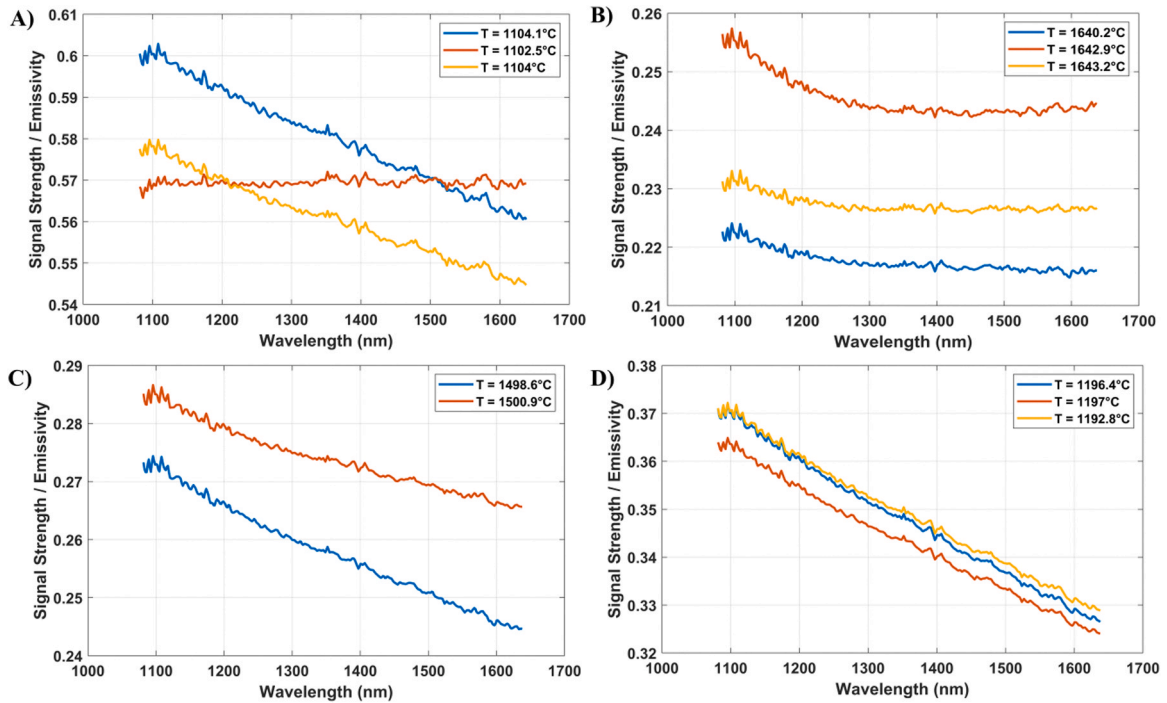 A)
Signal Strength / Emissivity
0.61
0.6
0.59
0.58
0.57
0.56
0.55
0.54
T = 1104.1°C
T = 1102.5°C
T = 1104°C
1000 1100 1200 1300 1400 1500 1600 1700
Wavelength (nm)
B)
Signal Strength / Emissivity
0.26
0.25
0.24
0.23
0.22
0.21
T = 1640.2°C
T = 1642.9°C
T = 1643.2°C
1000 1100 1200 1300 1400 1500 1600 1700
Wavelength (nm)
C)
Signal Strength / Emissivity
0.29
0.28
0.27
0.26
0.25
0.24
T = 1498.6°C
T = 1500.9°C
1000 1100 1200 1300 1400 1500 1600 1700
Wavelength (nm)
D)
Signal Strength / Emissivity
0.38
0.37
0.36
0.35
0.34
0.33
0.32
T = 1196.4°C
T = 1197°C
T = 1192.8°C
1000 1100 1200 1300 1400 1500 1600 1700
Wavelength (nm)